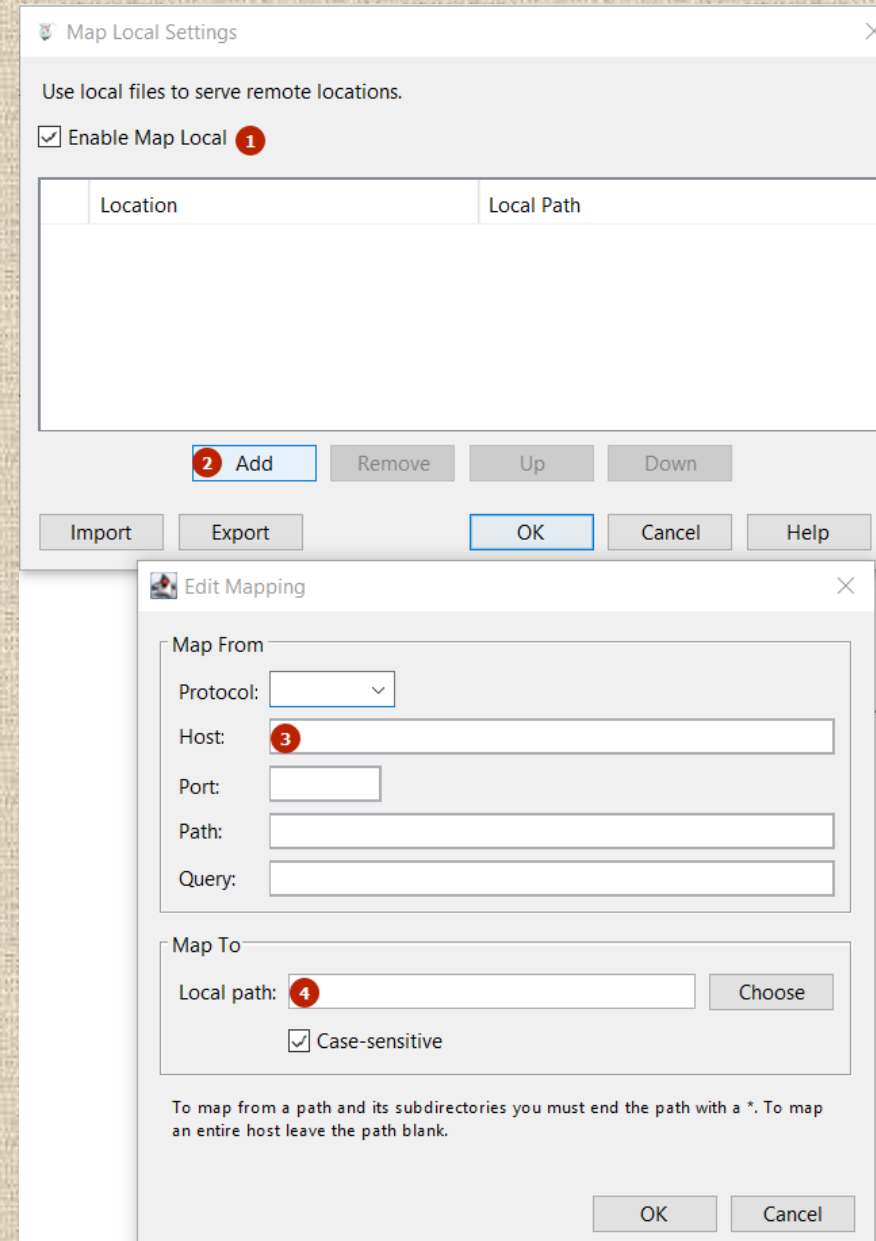 Map Local Settings
Use local files to serve remote locations.
Enable Map Local 1
Location Local Path
2 Add Remove Up Down
Import Export OK Cancel Help
Edit Mapping
Map From
Protocol:
Host: 3
Port:
Path:
Query:
Map To
Local path: 4 Choose
Case-sensitive
To map from a path and its subdirectories you must end the path with a *. To map
an entire host leave the path blank.
OK Cancel